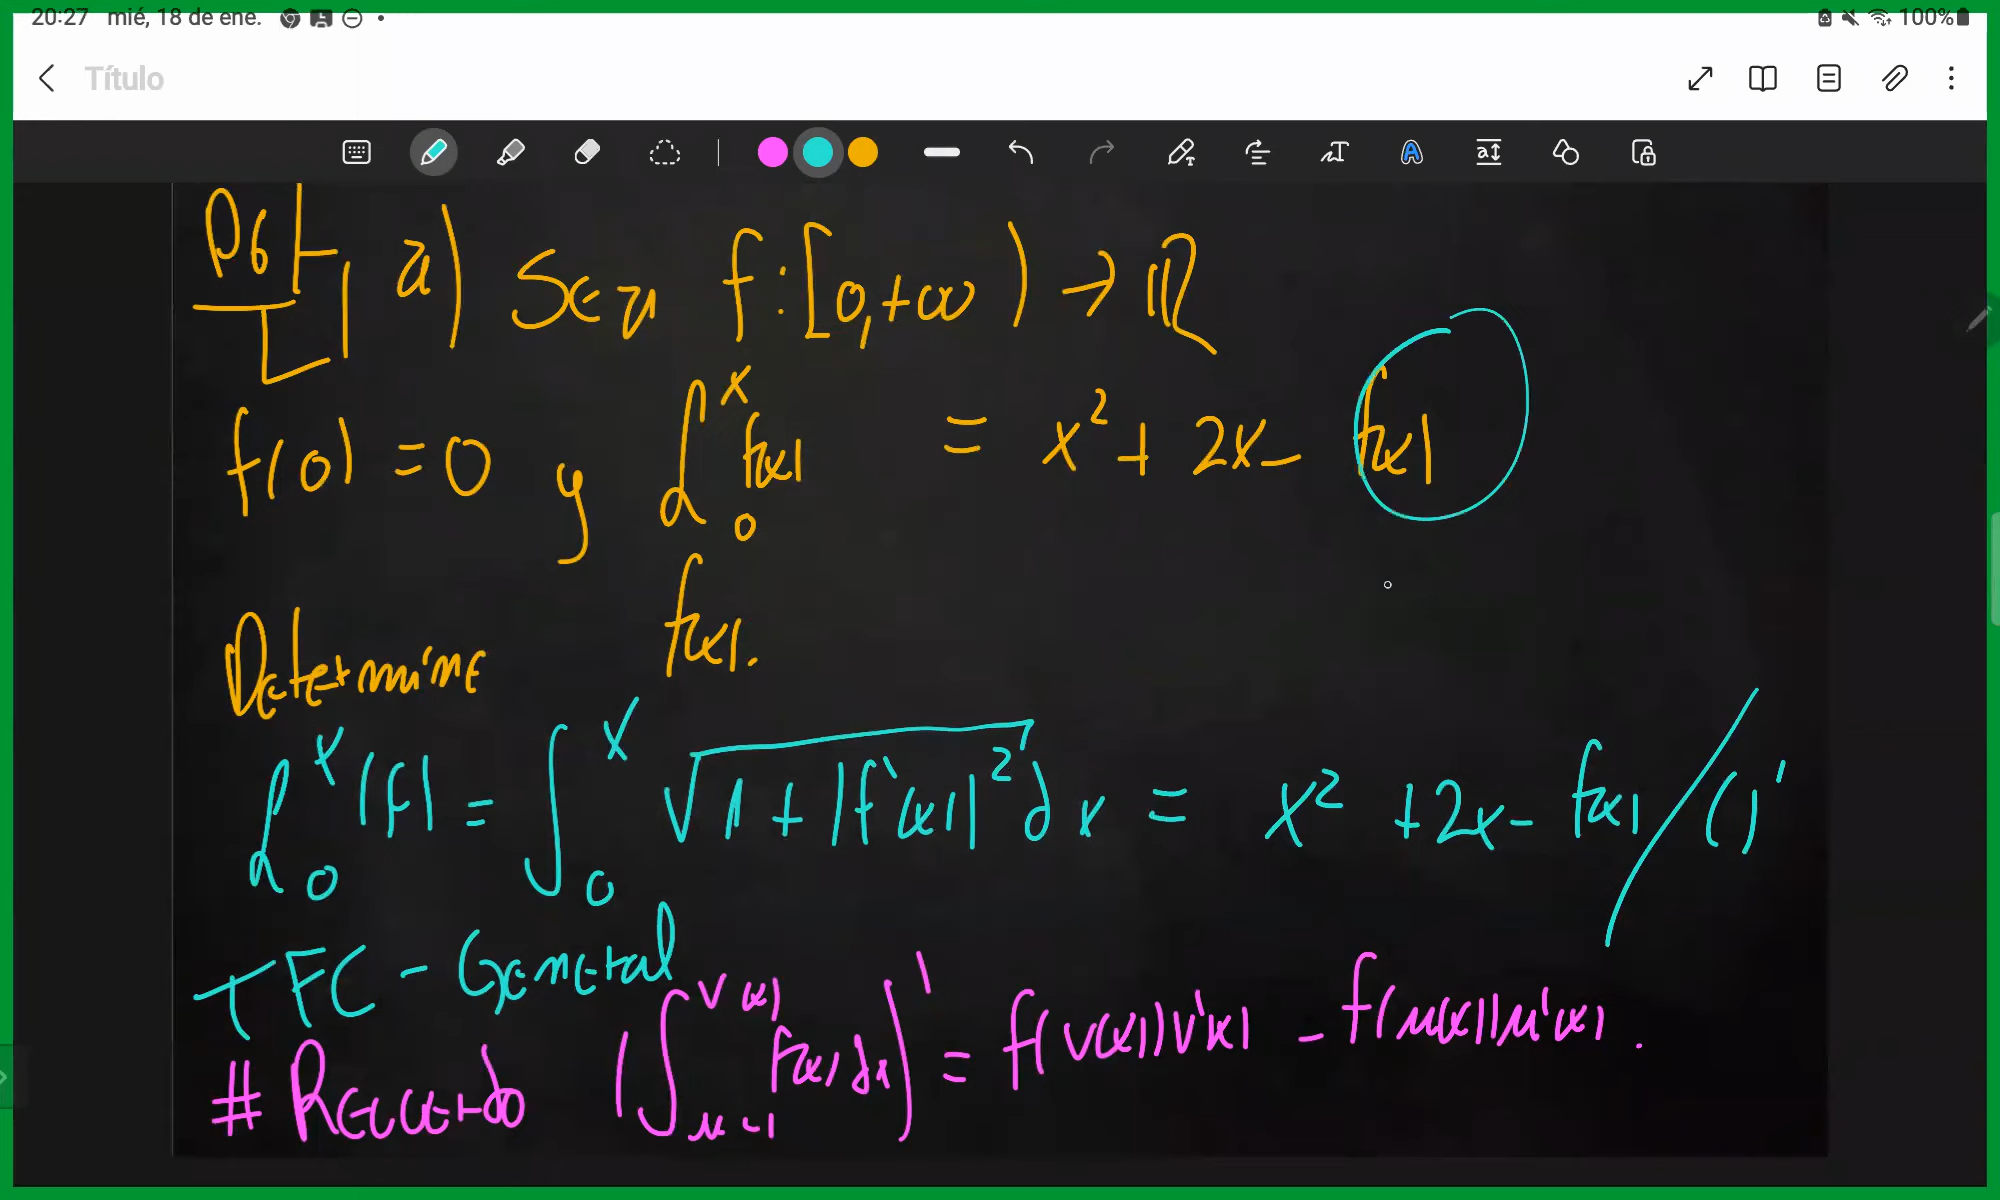 20:27 mié, 18 de ene. 100%
Título
P6 a) Sea f:[0,+∞) → ℝ
f(0) = 0 y L₀ˣ f(x) = x² + 2x - f(x)
Determine f(x).
L₀ˣ(f) = ∫₀ˣ √(1 + (f'(x))²) dx = x² + 2x - f(x) / ( )'
TFC - General
# Recuerdo (∫ᵤ₍ₓ₎ᵛ⁽ˣ⁾ f(x) dx)' = f(v(x))v'(x) - f(u(x))u'(x).